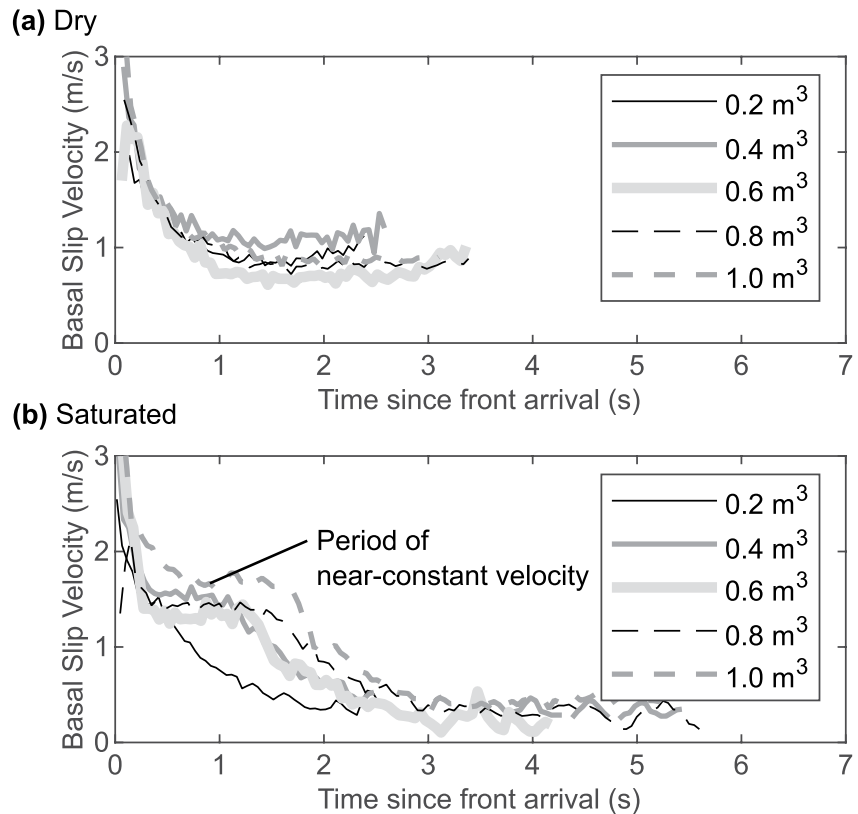 (a) Dry
Basal Slip Velocity (m/s)
3
2
1
0
0 1 2 3 4 5 6 7
Time since front arrival (s)
0.2 m³
0.4 m³
0.6 m³
0.8 m³
1.0 m³
(b) Saturated
Basal Slip Velocity (m/s)
3
2
1
0
0 1 2 3 4 5 6 7
Time since front arrival (s)
Period of
near-constant velocity
0.2 m³
0.4 m³
0.6 m³
0.8 m³
1.0 m³